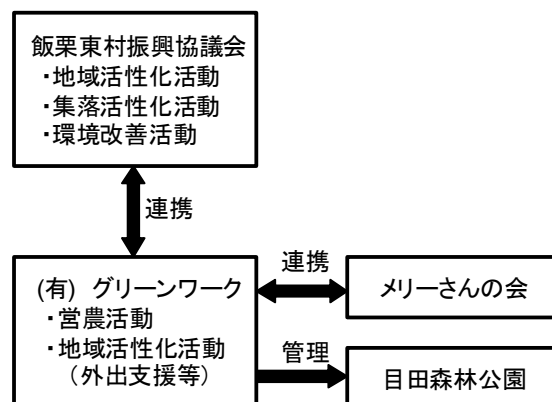 飯栗東村振興協議会
・地域活性化活動
・集落活性化活動
・環境改善活動
連携
(有) グリーンワーク
・営農活動
・地域活性化活動
（外出支援等）
連携
メリーさんの会
管理
目田森林公園